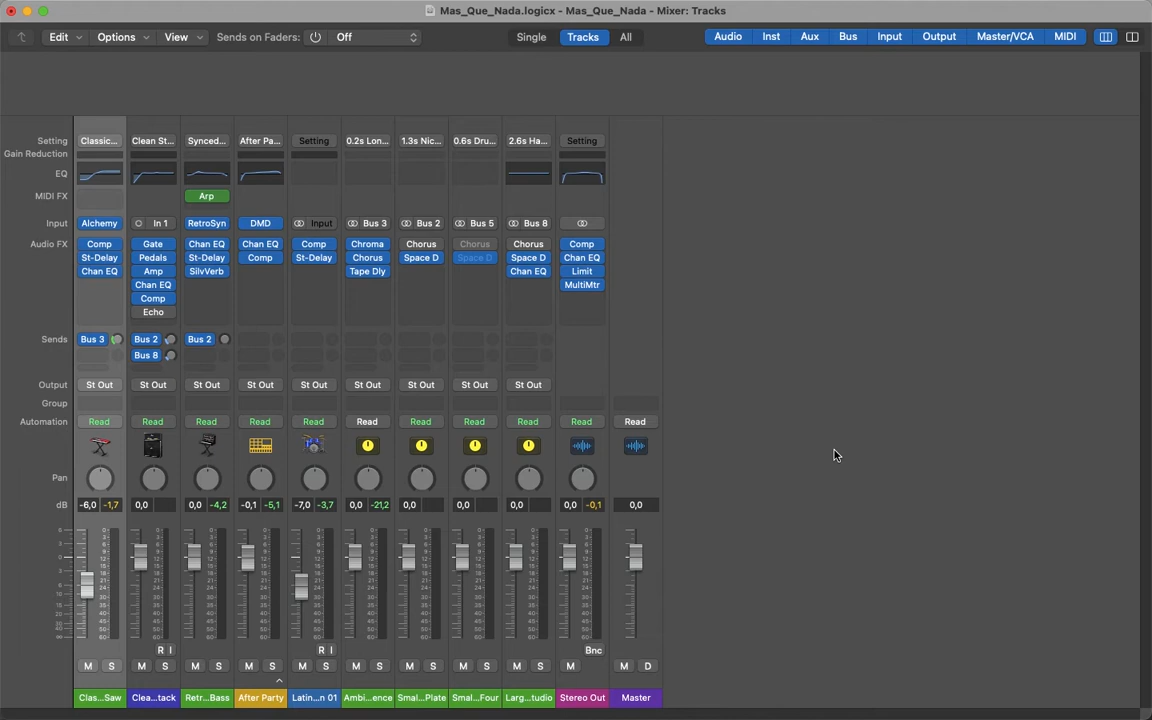 Mas_Que_Nada.logicx - Mas_Que_Nada - Mixer: Tracks
Edit Options View Sends on Faders: Off Single Tracks All Audio Inst Aux Bus Input Output Master/VCA MIDI
Setting Classic... Clean St... Synced... After Pa... Setting 0.2s Lon... 1.3s Nic... 0.6s Dru... 2.6s Ha... Setting
Gain Reduction
EQ
MIDI FX Arp
Input Alchemy In 1 RetroSyn DMD Input Bus 3 Bus 2 Bus 5 Bus 8
Audio FX Comp Gate Chan EQ Chan EQ Comp Chroma Chorus Chorus Chorus Comp
St-Delay Pedals St-Delay Comp St-Delay Chorus Space D Space D Space D Chan EQ
Chan EQ Amp SilvVerb Tape Dly Chan EQ Limit
Chan EQ MultiMtr
Comp
Echo
Sends Bus 3 Bus 2 Bus 2
Bus 8
Output St Out St Out St Out St Out St Out St Out St Out St Out St Out
Group
Automation Read Read Read Read Read Read Read Read Read Read Read
Pan
dB -6,0 -1,7 0,0 0,0 -4,2 -0,1 -5,1 -7,0 -3,7 0,0 -21,2 0,0 0,0 0,0 0,0 -0,1 0,0
R I R I Bnc
M S M S M S M S M S M S M S M S M S M M D
Clas...Saw Clea...tack Retr...Bass After Party Latin...n 01 Ambi...ence Smal...Plate Smal...Four Larg...tudio Stereo Out Master